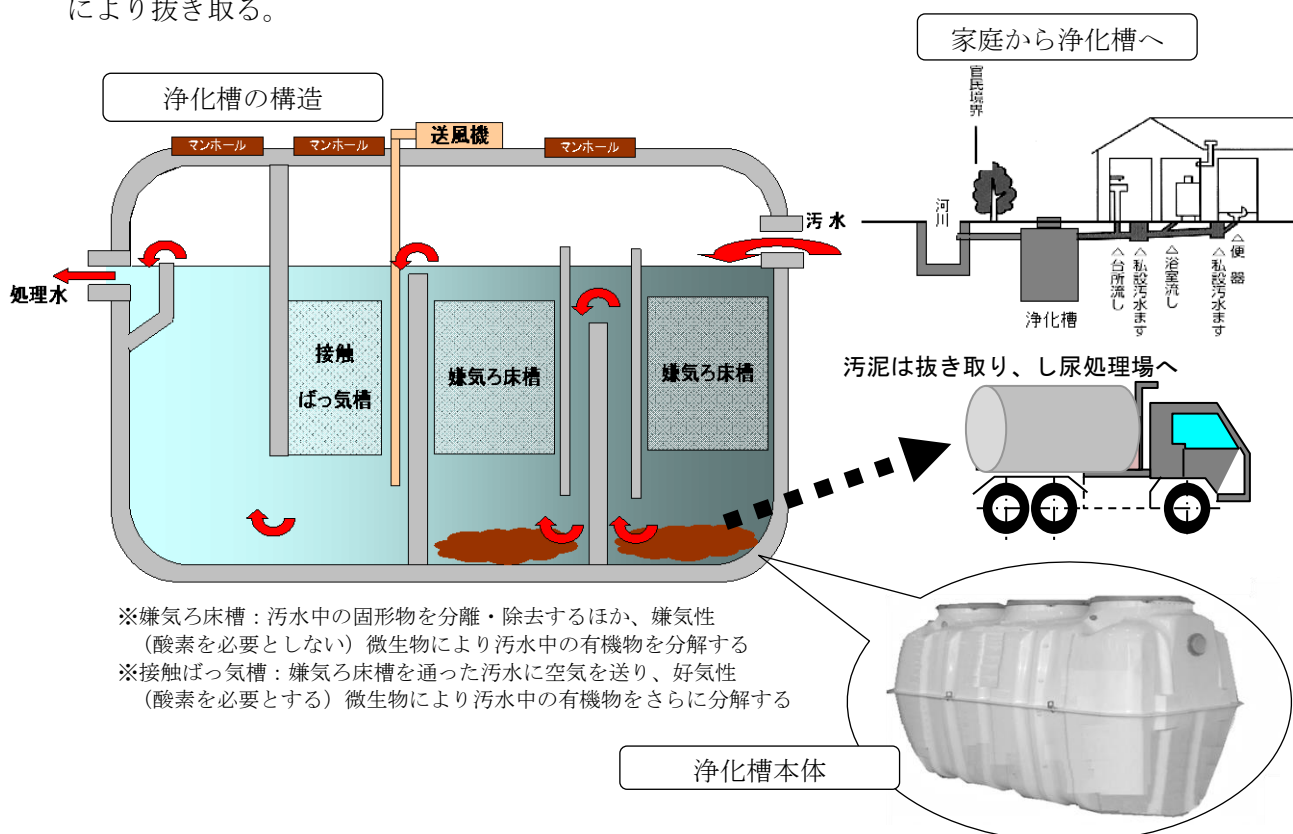 により抜き取る。
家庭から浄化槽へ
浄化槽の構造
官民境界
マンホール
マンホール
送風機
マンホール
汚水
河川
処理水
接触
ばっ気槽
嫌気ろ床槽
嫌気ろ床槽
浄化槽
△台所流し
△私設汚水ます
△浴室流し
△私設汚水ます
△便器
汚泥は抜き取り、し尿処理場へ
※嫌気ろ床槽：汚水中の固形物を分離・除去するほか、嫌気性
（酸素を必要としない）微生物により汚水中の有機物を分解する
※接触ばっ気槽：嫌気ろ床槽を通った汚水に空気を送り、好気性
（酸素を必要とする）微生物により汚水中の有機物をさらに分解する
浄化槽本体